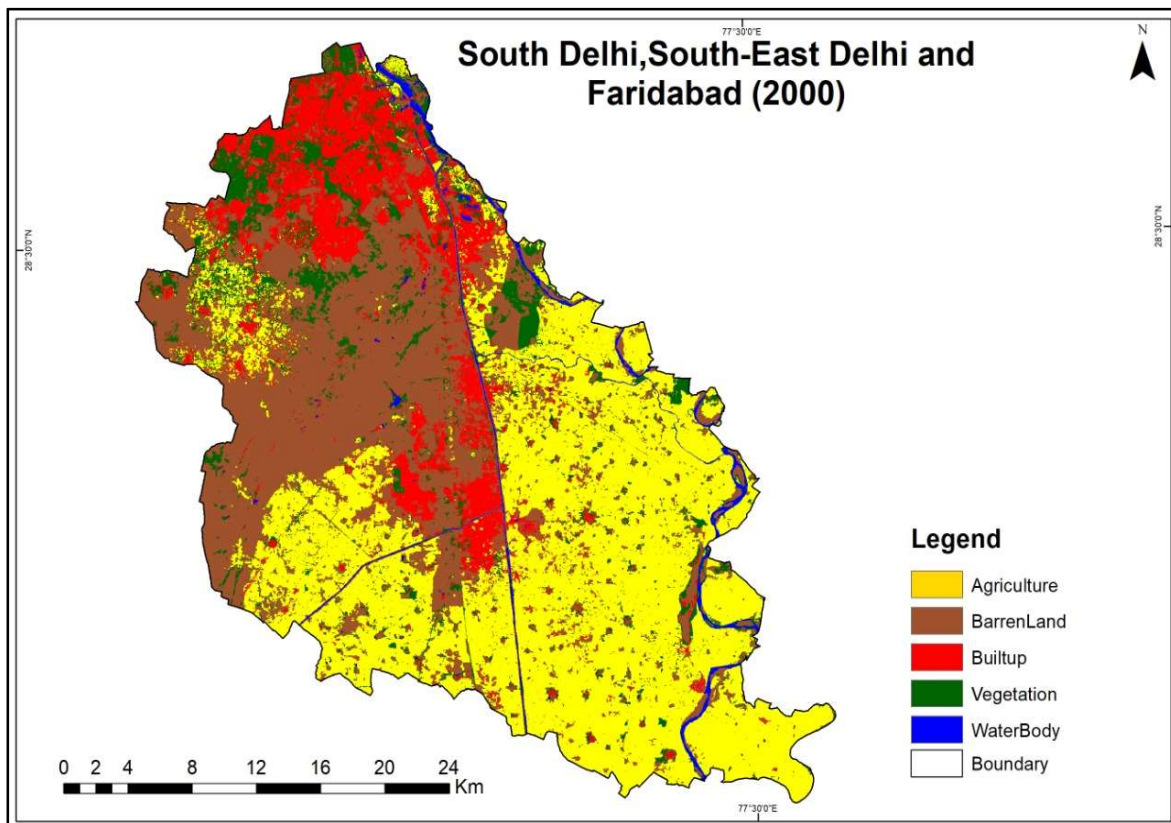 77°30'0"E
N
South Delhi,South-East Delhi and
Faridabad (2000)
28°30'0"N
28°30'0"N
Legend
Agriculture
BarrenLand
Builtup
Vegetation
WaterBody
Boundary
0 2 4 8 12 16 20 24
Km
77°30'0"E